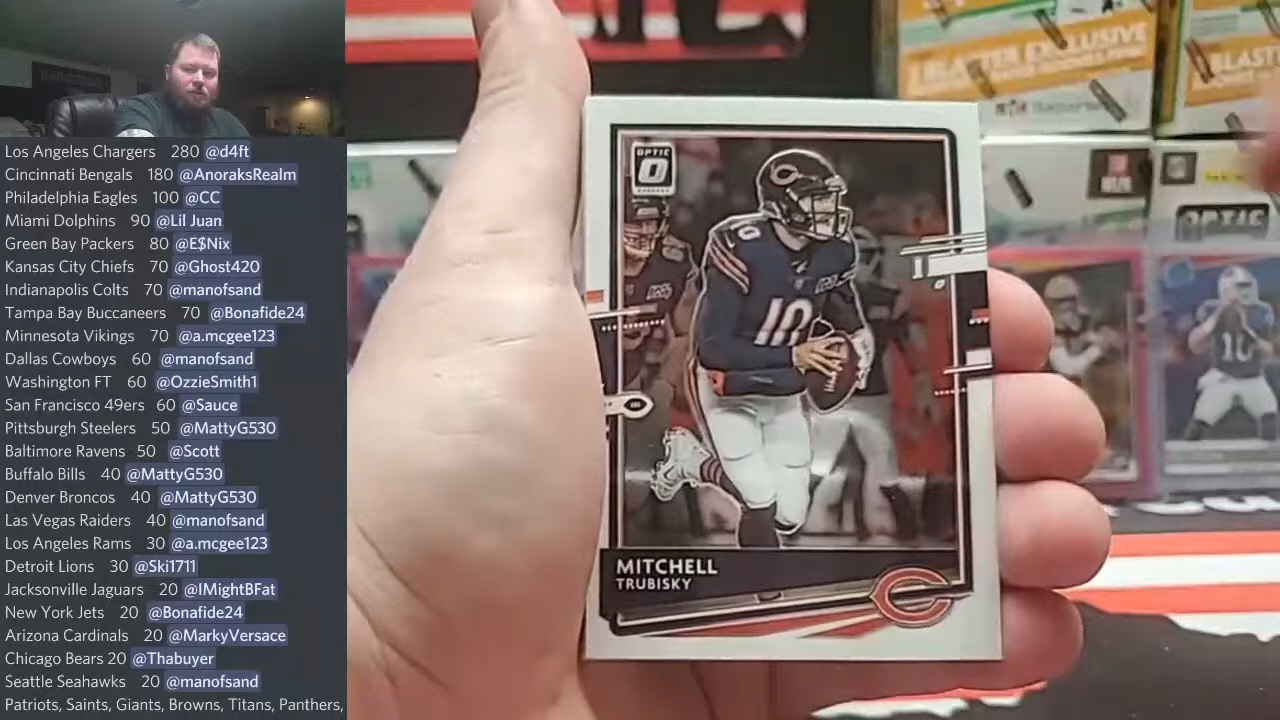 Los Angeles Chargers 280 @d4ft
Cincinnati Bengals 180 @AnoraksRealm
Philadelphia Eagles 100 @CC
Miami Dolphins 90 @Lil Juan
Green Bay Packers 80 @E$Nix
Kansas City Chiefs 70 @Ghost420
Indianapolis Colts 70 @manofsand
Tampa Bay Buccaneers 70 @Bonafide24
Minnesota Vikings 70 @a.mcgee123
Dallas Cowboys 60 @manofsand
Washington FT 60 @OzzieSmith1
San Francisco 49ers 60 @Sauce
Pittsburgh Steelers 50 @MattyG530
Baltimore Ravens 50 @Scott
Buffalo Bills 40 @MattyG530
Denver Broncos 40 @MattyG530
Las Vegas Raiders 40 @manofsand
Los Angeles Rams 30 @a.mcgee123
Detroit Lions 30 @Ski1711
Jacksonville Jaguars 20 @IMightBFat
New York Jets 20 @Bonafide24
Arizona Cardinals 20 @MarkyVersace
Chicago Bears 20 @Thabuyer
Seattle Seahawks 20 @manofsand
Patriots, Saints, Giants, Browns, Titans, Panthers,
OPTIC
10
10
MITCHELL
TRUBISKY
BLASTER EXCLUSIVE
BLAST
OPTIC